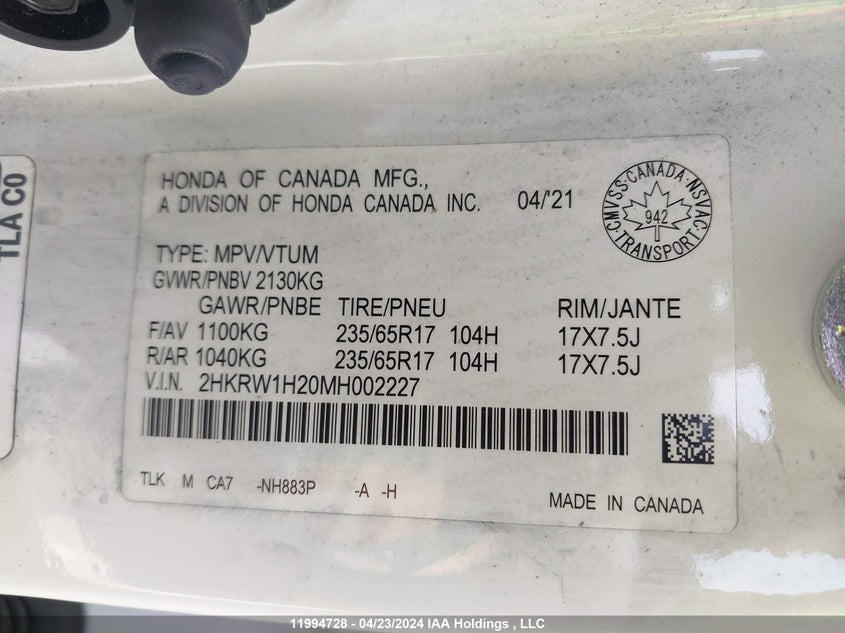 TLA C0
HONDA OF CANADA MFG.,
A DIVISION OF HONDA CANADA INC. 04/'21
CMVSS · CANADA · NSVAC · TRANSPORT
942
TYPE: MPV/VTUM
GVWR/PNBV 2130KG
GAWR/PNBE TIRE/PNEU RIM/JANTE
F/AV 1100KG 235/65R17 104H 17X7.5J
R/AR 1040KG 235/65R17 104H 17X7.5J
V.I.N. 2HKRW1H20MH002227
TLK M CA7 -NH883P -A -H
MADE IN CANADA
11994728 - 04/23/2024 IAA Holdings , LLC